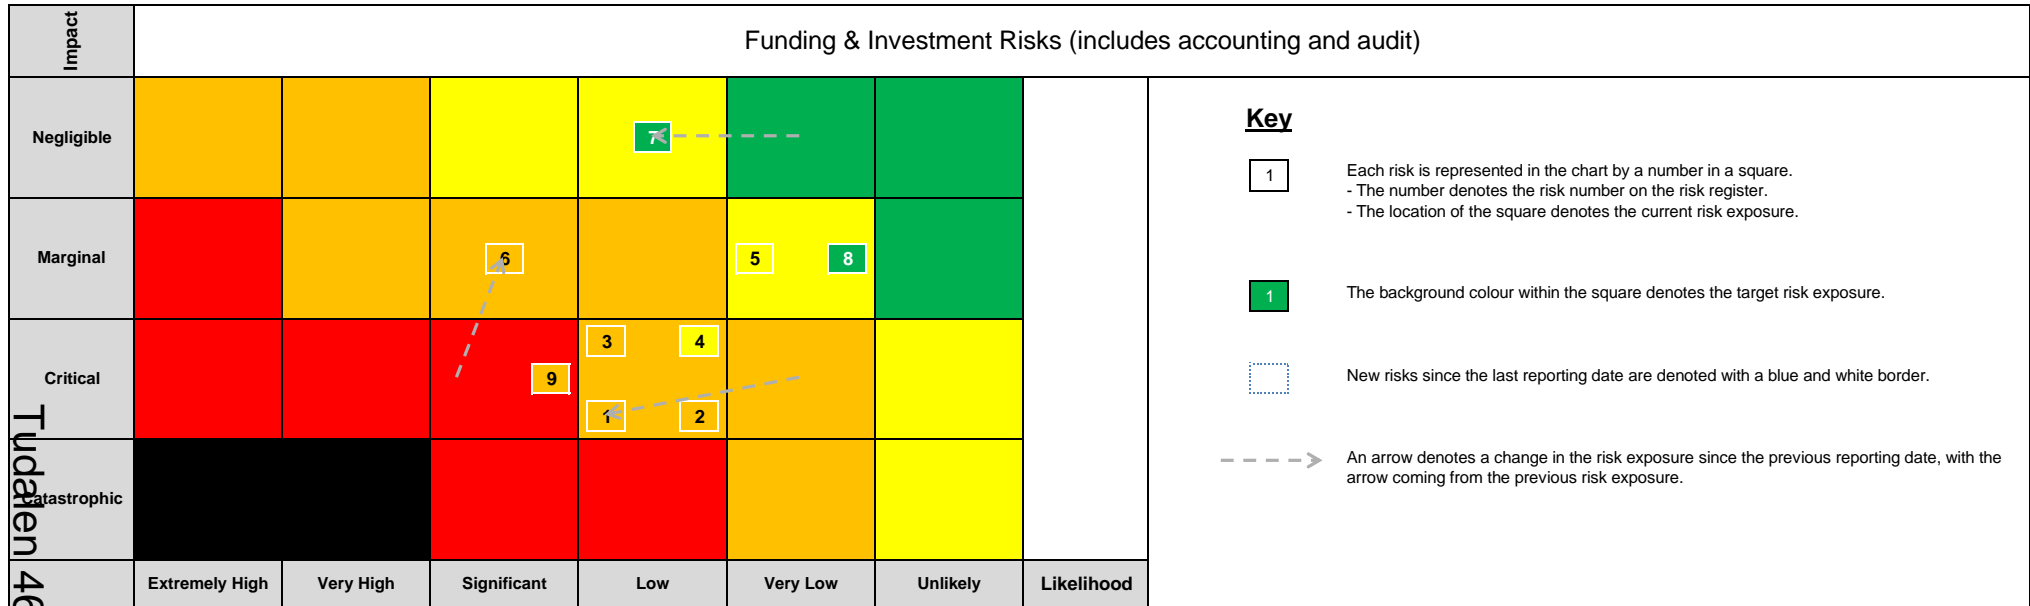 Impact
Funding & Investment Risks (includes accounting and audit)
Negligible
7
Marginal
6
5
8
Critical
3
4
9
1
2
Catastrophic
Extremely High
Very High
Significant
Low
Very Low
Unlikely
Likelihood
Key
1
Each risk is represented in the chart by a number in a square.
- The number denotes the risk number on the risk register.
- The location of the square denotes the current risk exposure.
1
The background colour within the square denotes the target risk exposure.
New risks since the last reporting date are denoted with a blue and white border.
An arrow denotes a change in the risk exposure since the previous reporting date, with the
arrow coming from the previous risk exposure.
Tudalen 46